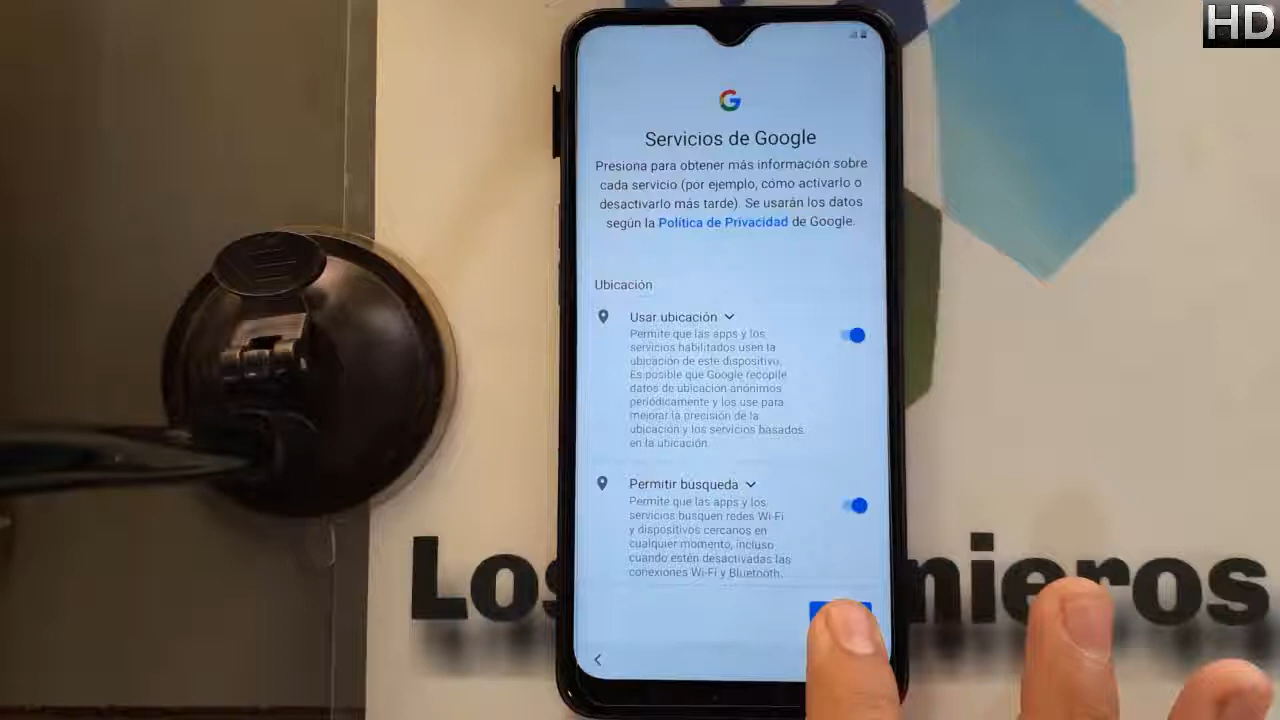 HD
Servicios de Google
Presiona para obtener más información sobre
cada servicio (por ejemplo, cómo activarlo o
desactivarlo más tarde). Se usarán los datos
según la Política de Privacidad de Google.
Ubicación
Usar ubicación
Permite que las apps y los
servicios habilitados usen la
ubicación de este dispositivo.
Es posible que Google recopile
datos de ubicación anónimos
periódicamente y los use para
mejorar la precisión de la
ubicación y los servicios basados
en la ubicación.
Permitir búsqueda
Permite que las apps y los
servicios busquen redes Wi-Fi
y dispositivos cercanos en
cualquier momento, incluso
cuando estén desactivadas las
conexiones Wi-Fi y Bluetooth.
Los nieros